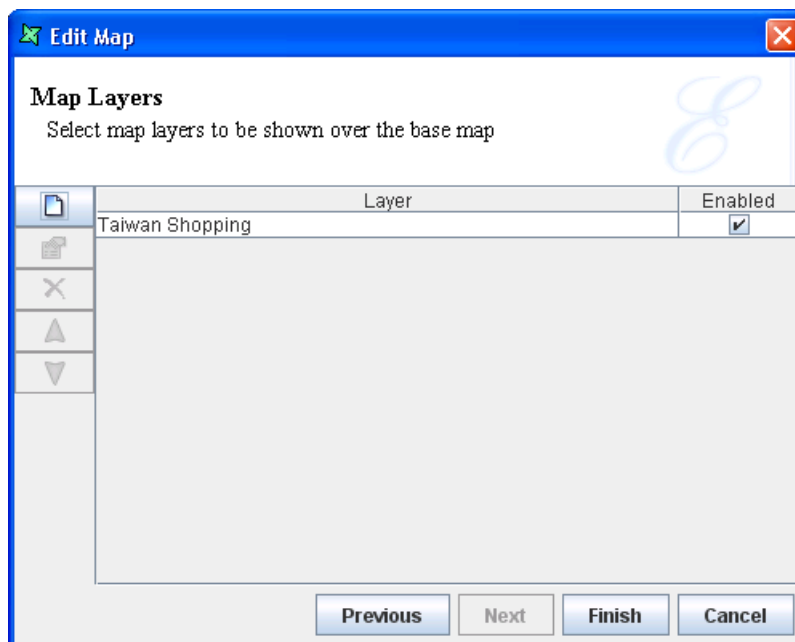 Edit Map
Map Layers
Select map layers to be shown over the base map
Layer Enabled
Taiwan Shopping
Previous Next Finish Cancel